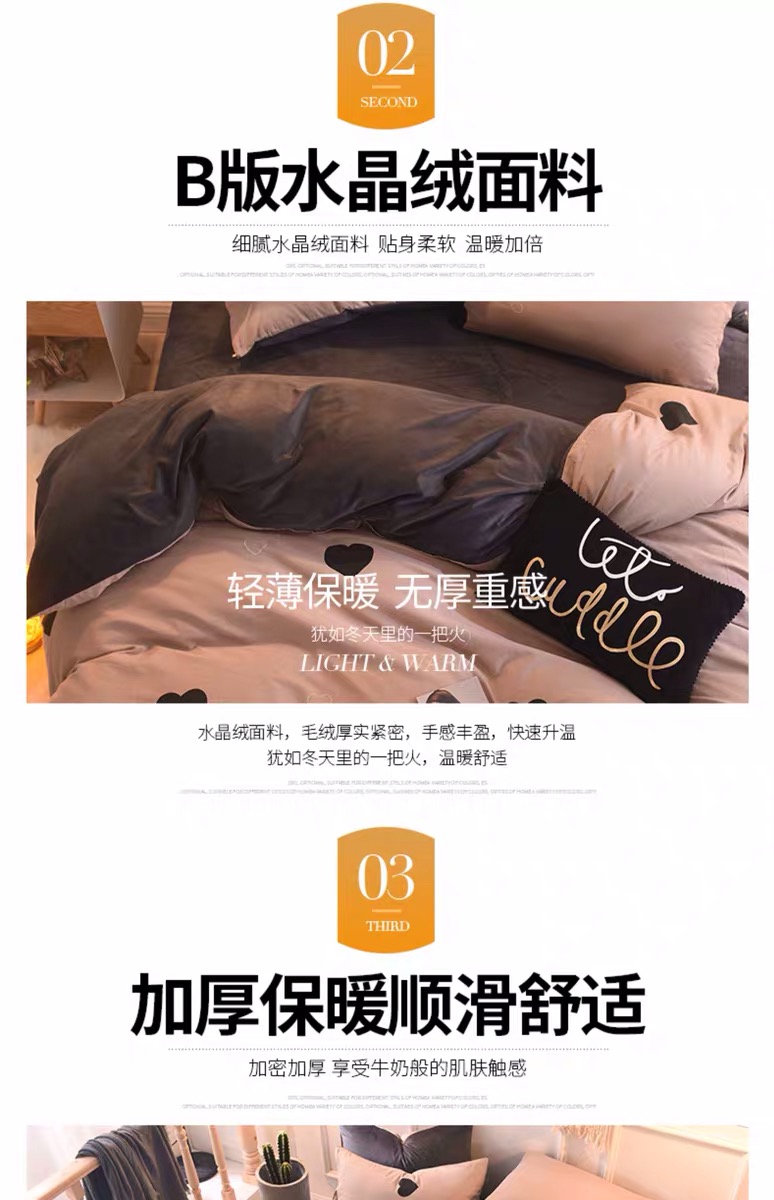 02
SECOND
B版水晶绒面料
细腻水晶绒面料 贴身柔软 温暖加倍
let's
cuddle
轻薄保暖 无厚重感
犹如冬天里的一把火
LIGHT & WARM
水晶绒面料，毛绒厚实紧密，手感丰盈，快速升温
犹如冬天里的一把火，温暖舒适
03
THIRD
加厚保暖顺滑舒适
加密加厚 享受牛奶般的肌肤触感